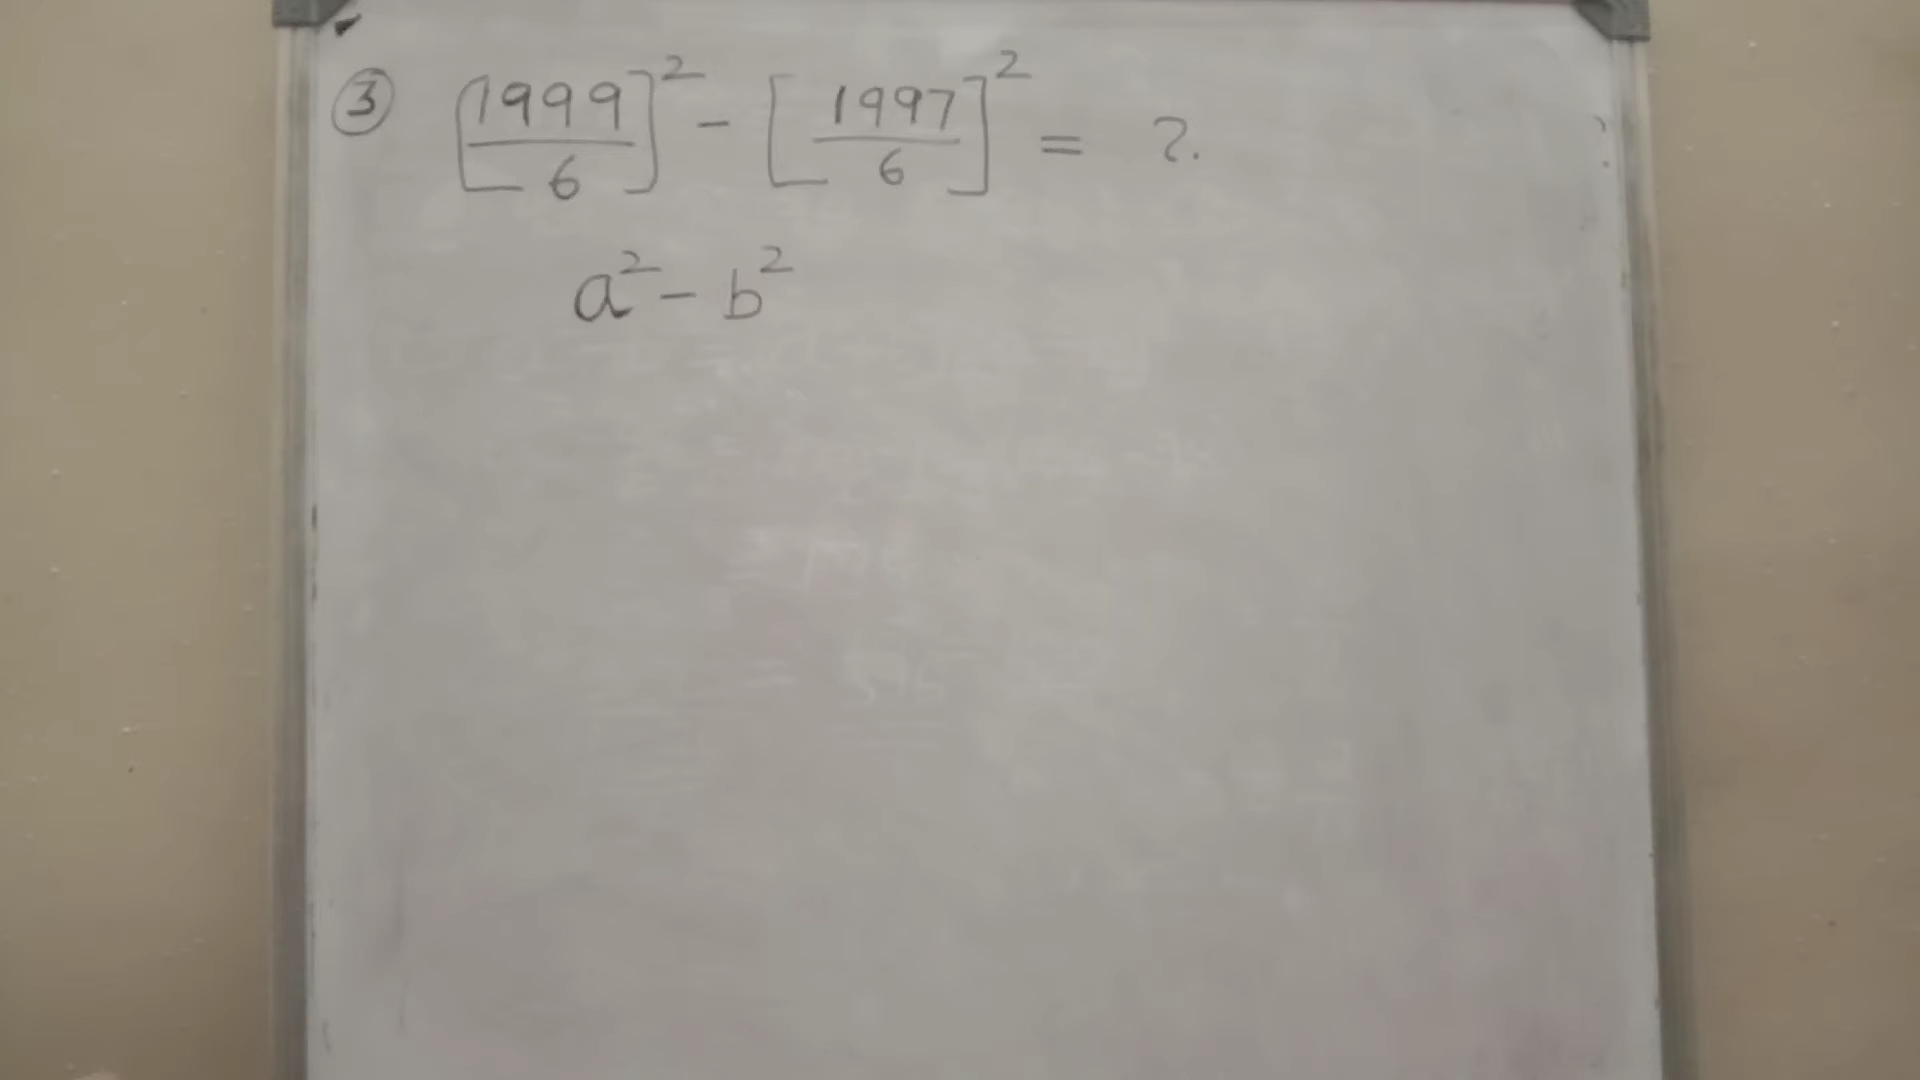 ③ [1999/6]² - [1997/6]² = ?.
a² - b²